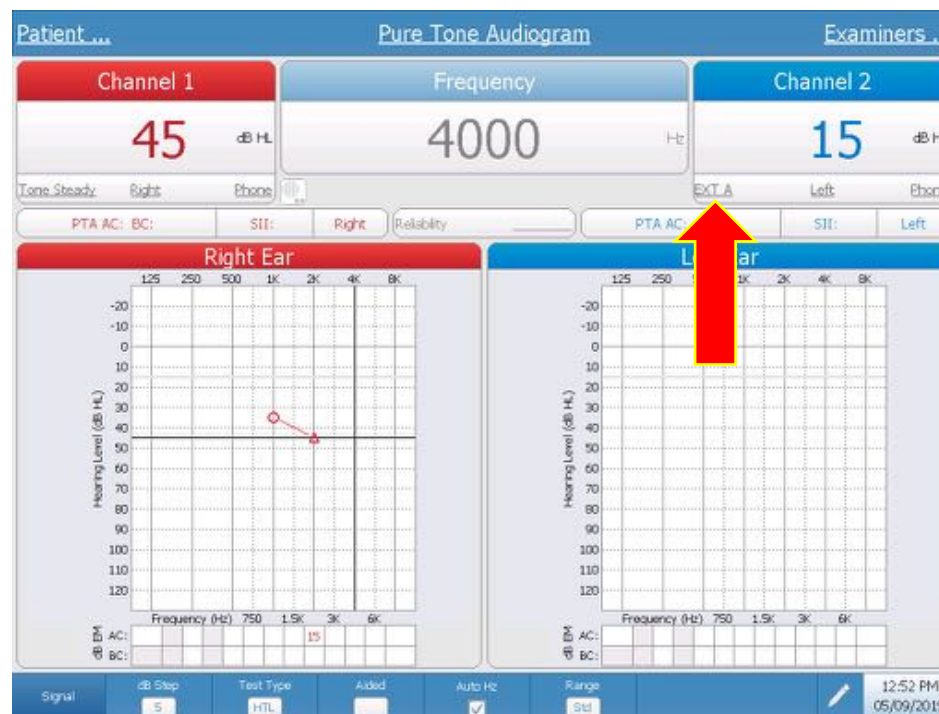 Patient ... Pure Tone Audiogram Examiners .
Channel 1 Frequency Channel 2
45 dB HL 4000 Hz 15 dB H
Tone Steady Right Phone EXT A Left Phon
PTA AC: BC: SII: Right Reliability PTA AC: SII: Left
Right Ear
125 250 500 1K 2K 4K 8K 125 250 1K 2K 4K 8K
-20 -20
-10 -10
0 0
10 10
20 20
30 30
40 40
50 50
60 60
70 70
80 80
90 90
100 100
110 110
120 120
Hearing Level (dB HL) Hearing Level (dB HL)
Frequency (Hz) 750 1.5K 3K 6K Frequency (Hz) 750 1.5K 3K 6K
dB EM AC: 15 dB EM AC:
BC: BC:
Signal dB Step Test Type Aided Auto Hz Range 12:52 PM
5 HTL Std 05/09/2019